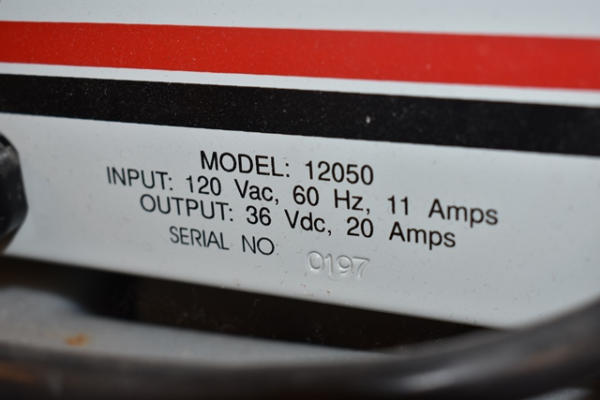 MODEL: 12050
INPUT: 120 Vac, 60 Hz, 11 Amps
OUTPUT: 36 Vdc, 20 Amps
SERIAL NO 0197